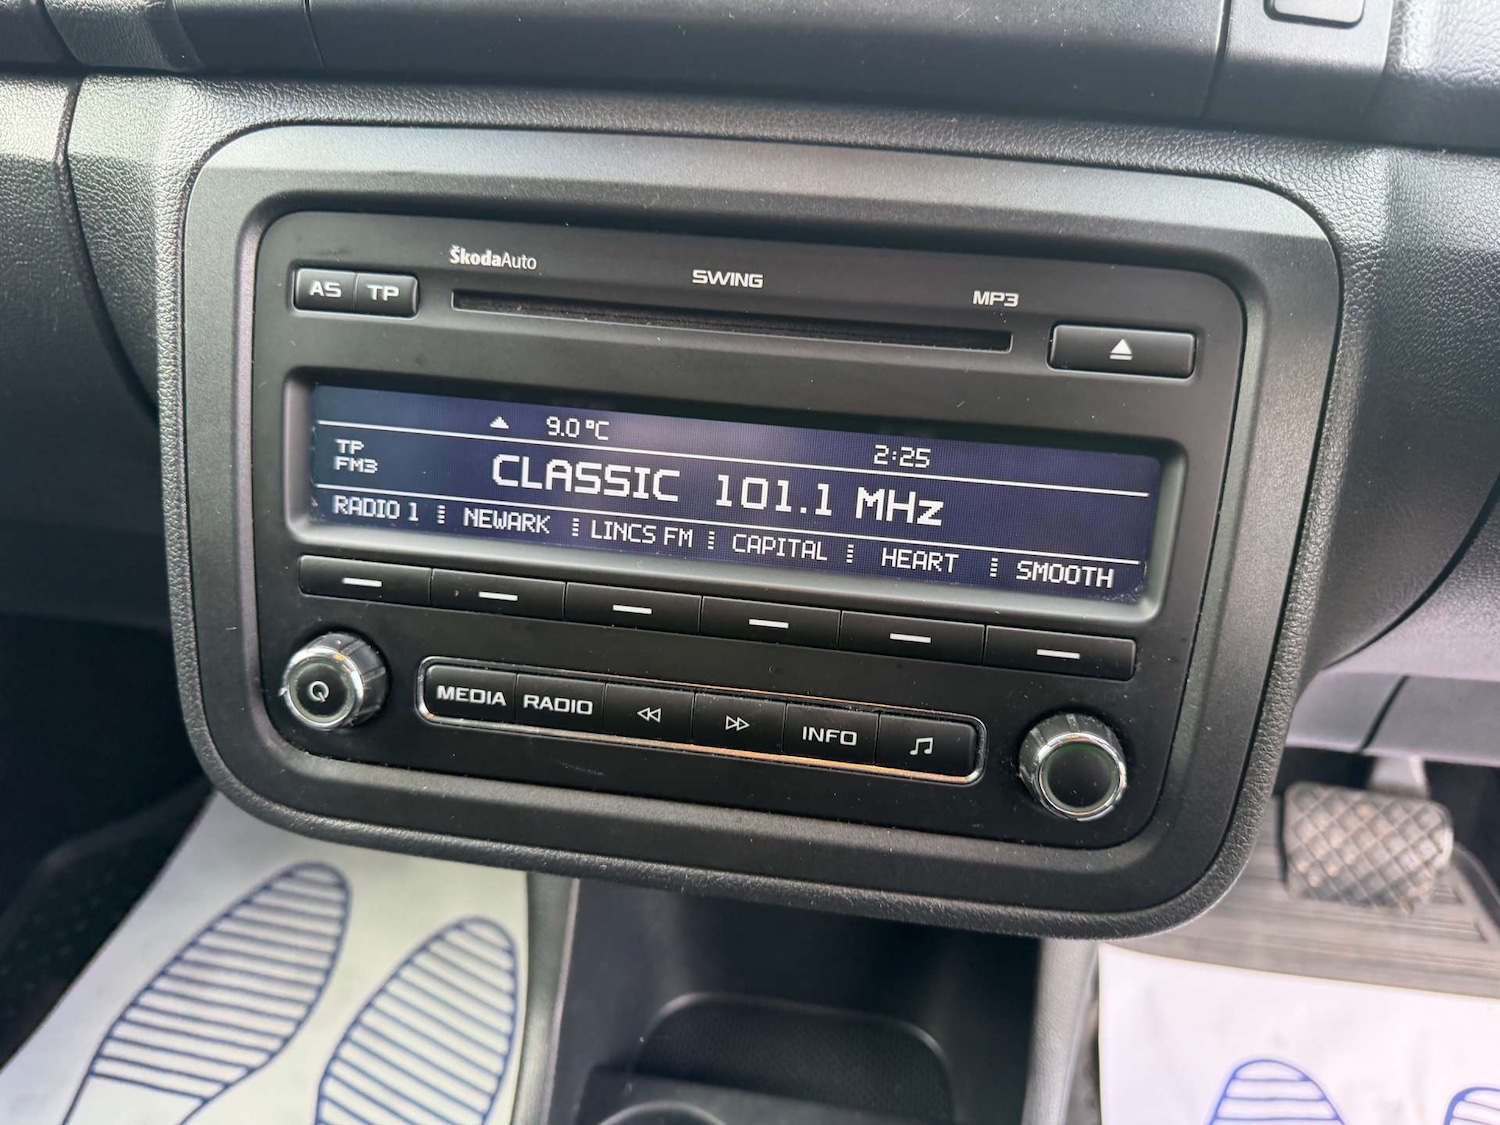 ŠkodaAuto SWING MP3
AS TP
9.0 °C 2:25
TP
FM3
CLASSIC 101.1 MHz
RADIO 1 NEWARK LINCS FM CAPITAL HEART SMOOTH
MEDIA RADIO INFO